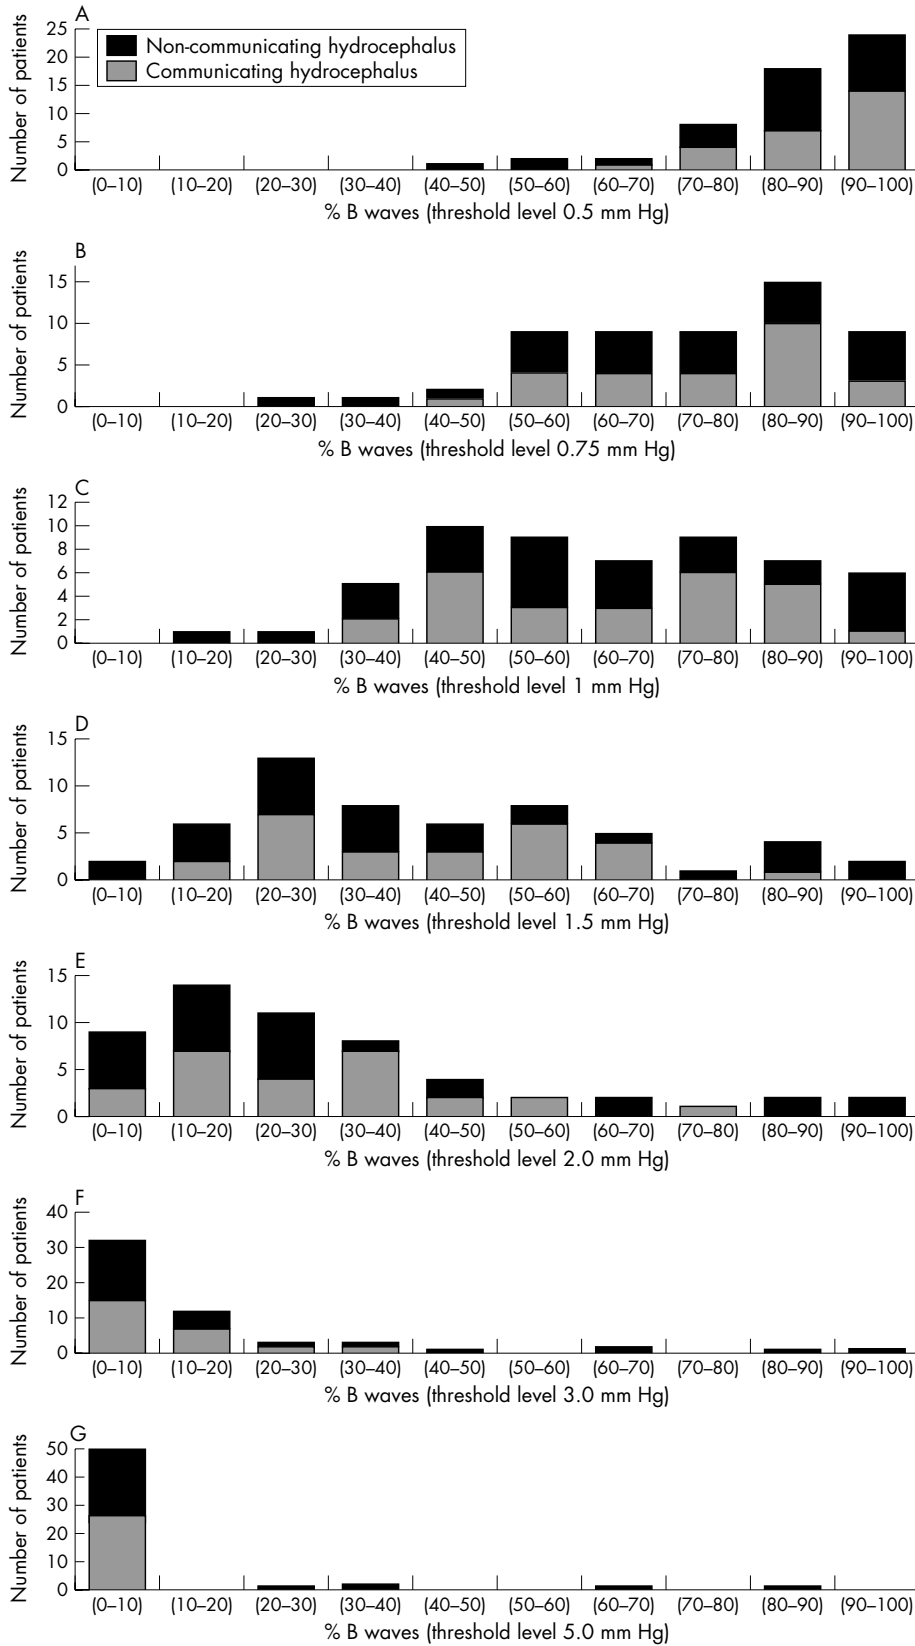 A
Number of patients
25
20
15
10
5
0
Non-communicating hydrocephalus
Communicating hydrocephalus
(0–10) (10–20) (20–30) (30–40) (40–50) (50–60) (60–70) (70–80) (80–90) (90–100)
% B waves (threshold level 0.5 mm Hg)
B
Number of patients
15
10
5
0
(0–10) (10–20) (20–30) (30–40) (40–50) (50–60) (60–70) (70–80) (80–90) (90–100)
% B waves (threshold level 0.75 mm Hg)
C
Number of patients
12
10
8
6
4
2
0
(0–10) (10–20) (20–30) (30–40) (40–50) (50–60) (60–70) (70–80) (80–90) (90–100)
% B waves (threshold level 1 mm Hg)
D
Number of patients
15
10
5
0
(0–10) (10–20) (20–30) (30–40) (40–50) (50–60) (60–70) (70–80) (80–90) (90–100)
% B waves (threshold level 1.5 mm Hg)
E
Number of patients
15
10
5
0
(0–10) (10–20) (20–30) (30–40) (40–50) (50–60) (60–70) (70–80) (80–90) (90–100)
% B waves (threshold level 2.0 mm Hg)
F
Number of patients
40
30
20
10
0
(0–10) (10–20) (20–30) (30–40) (40–50) (50–60) (60–70) (70–80) (80–90) (90–100)
% B waves (threshold level 3.0 mm Hg)
G
Number of patients
50
40
30
20
10
0
(0–10) (10–20) (20–30) (30–40) (40–50) (50–60) (60–70) (70–80) (80–90) (90–100)
% B waves (threshold level 5.0 mm Hg)